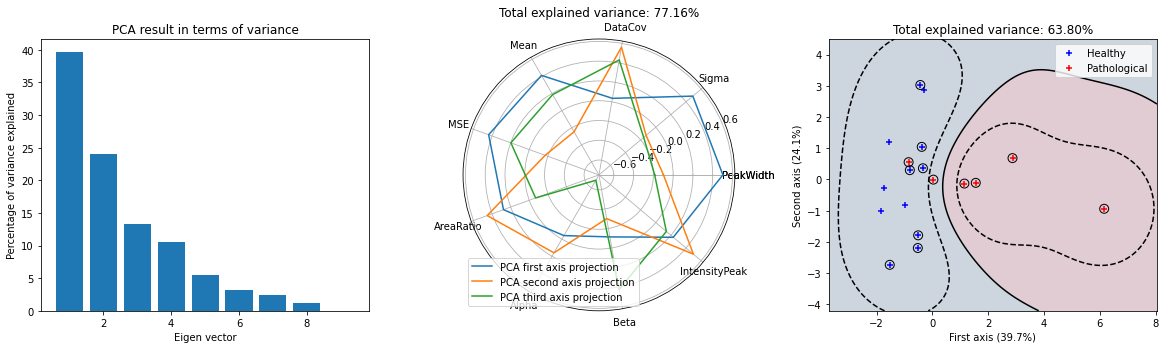 PCA result in terms of variance
Percentage of variance explained
40
35
30
25
20
15
10
5
0
2
4
6
8
Eigen vector
Total explained variance: 77.16%
DataCov
Mean
Sigma
MSE
PeakWidth
AreaRatio
IntensityPeak
Alpha
Beta
−0.6
−0.4
−0.2
0.0
0.2
0.4
0.6
PCA first axis projection
PCA second axis projection
PCA third axis projection
Total explained variance: 63.80%
Healthy
Pathological
Second axis (24.1%)
4
3
2
1
0
−1
−2
−3
−4
−2
0
2
4
6
8
First axis (39.7%)